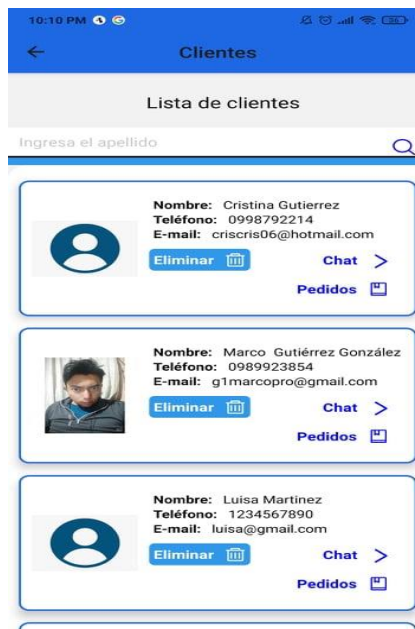 10:10 PM
Clientes
Lista de clientes
Ingresa el apellido
Nombre: Cristina Gutierrez
Teléfono: 0998792214
E-mail: criscris06@hotmail.com
Eliminar Chat
Pedidos
Nombre: Marco Gutiérrez González
Teléfono: 0989923854
E-mail: g1marcopro@gmail.com
Eliminar Chat
Pedidos
Nombre: Luisa Martinez
Teléfono: 1234567890
E-mail: luisa@gmail.com
Eliminar Chat
Pedidos